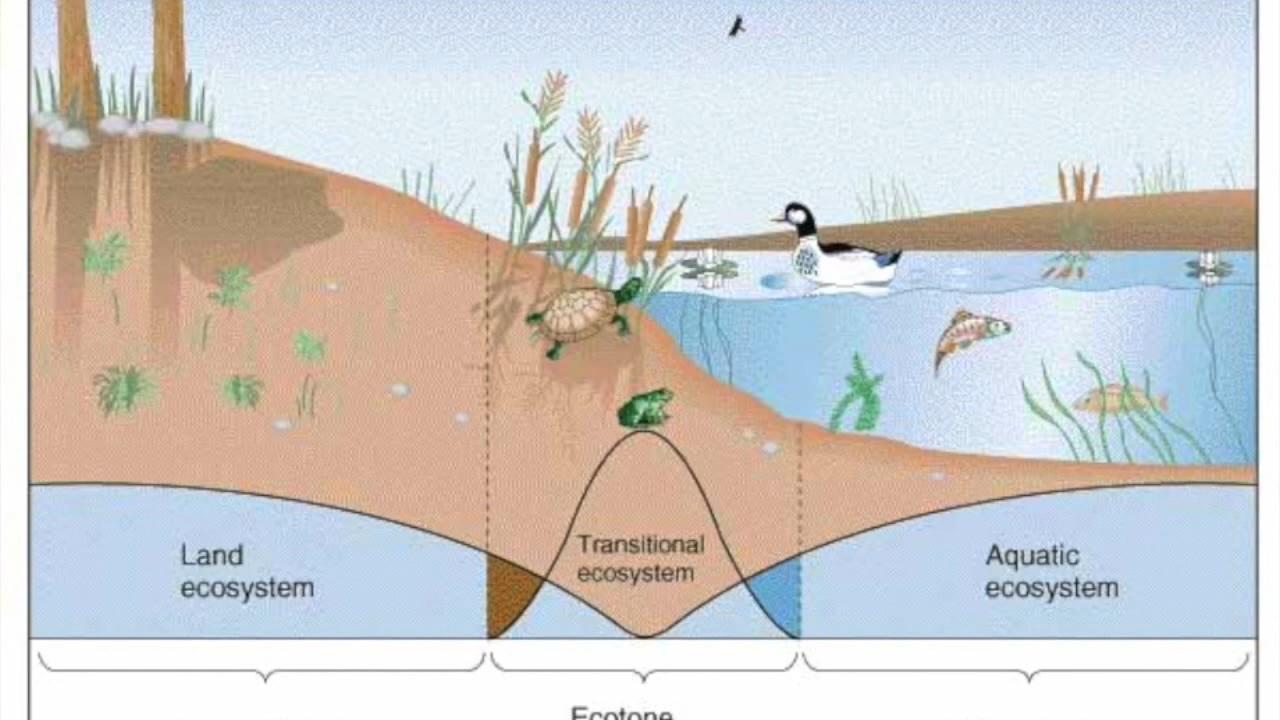 Land
ecosystem
Transitional
ecosystem
Aquatic
ecosystem
Ecotone